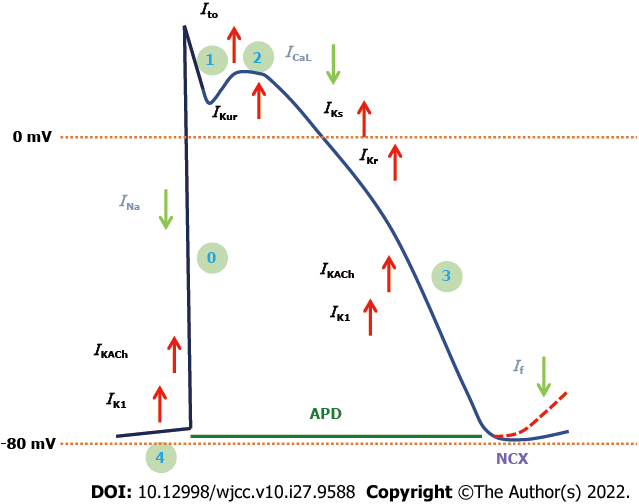 Ito
1
2
ICaL
IKur
IKs
0 mV
IKr
INa
0
IKACh
3
IK1
IKACh
IK1
If
APD
-80 mV
4
NCX
DOI: 10.12998/wjcc.v10.i27.9588 Copyright ©The Author(s) 2022.